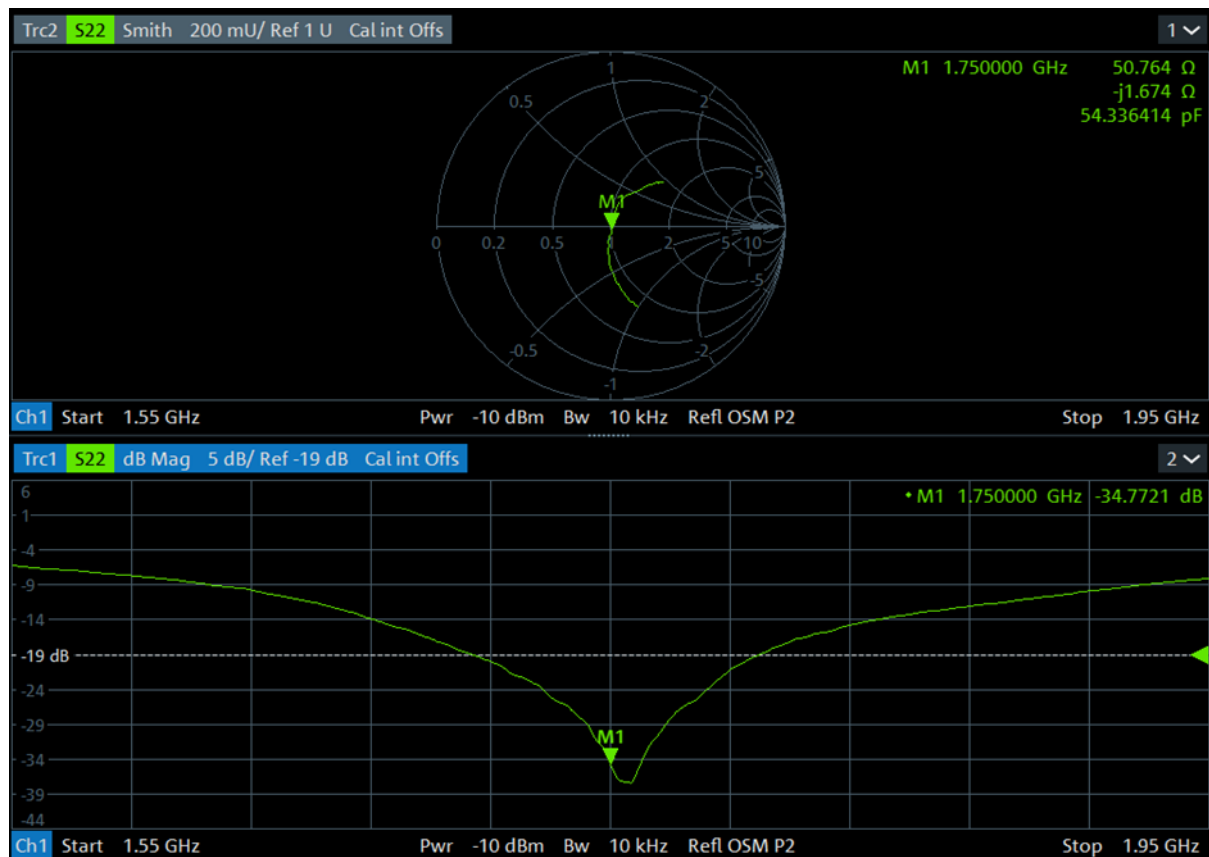 Trc2 S22 Smith 200 mU/ Ref 1 U Cal int Offs 1
M1 1.750000 GHz 50.764 Ω
-j1.674 Ω
54.336414 pF
1
0.5 2
5
M1
0 0.2 0.5 1 2 5 10
-5
-0.5 -2
-1
Ch1 Start 1.55 GHz Pwr -10 dBm Bw 10 kHz Refl OSM P2 Stop 1.95 GHz
Trc1 S22 dB Mag 5 dB/ Ref -19 dB Cal int Offs 2
6
• M1 1.750000 GHz -34.7721 dB
1
-4
-9
-14
-19 dB
-24
-29
M1
-34
-39
-44
Ch1 Start 1.55 GHz Pwr -10 dBm Bw 10 kHz Refl OSM P2 Stop 1.95 GHz